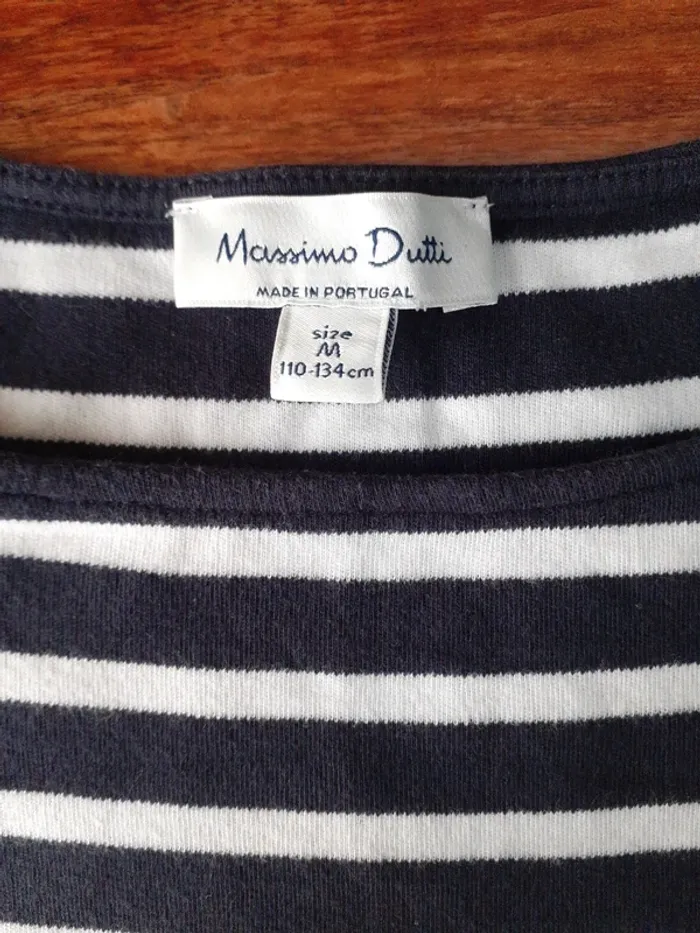 Massimo Dutti
MADE IN PORTUGAL
size
M
110-134cm